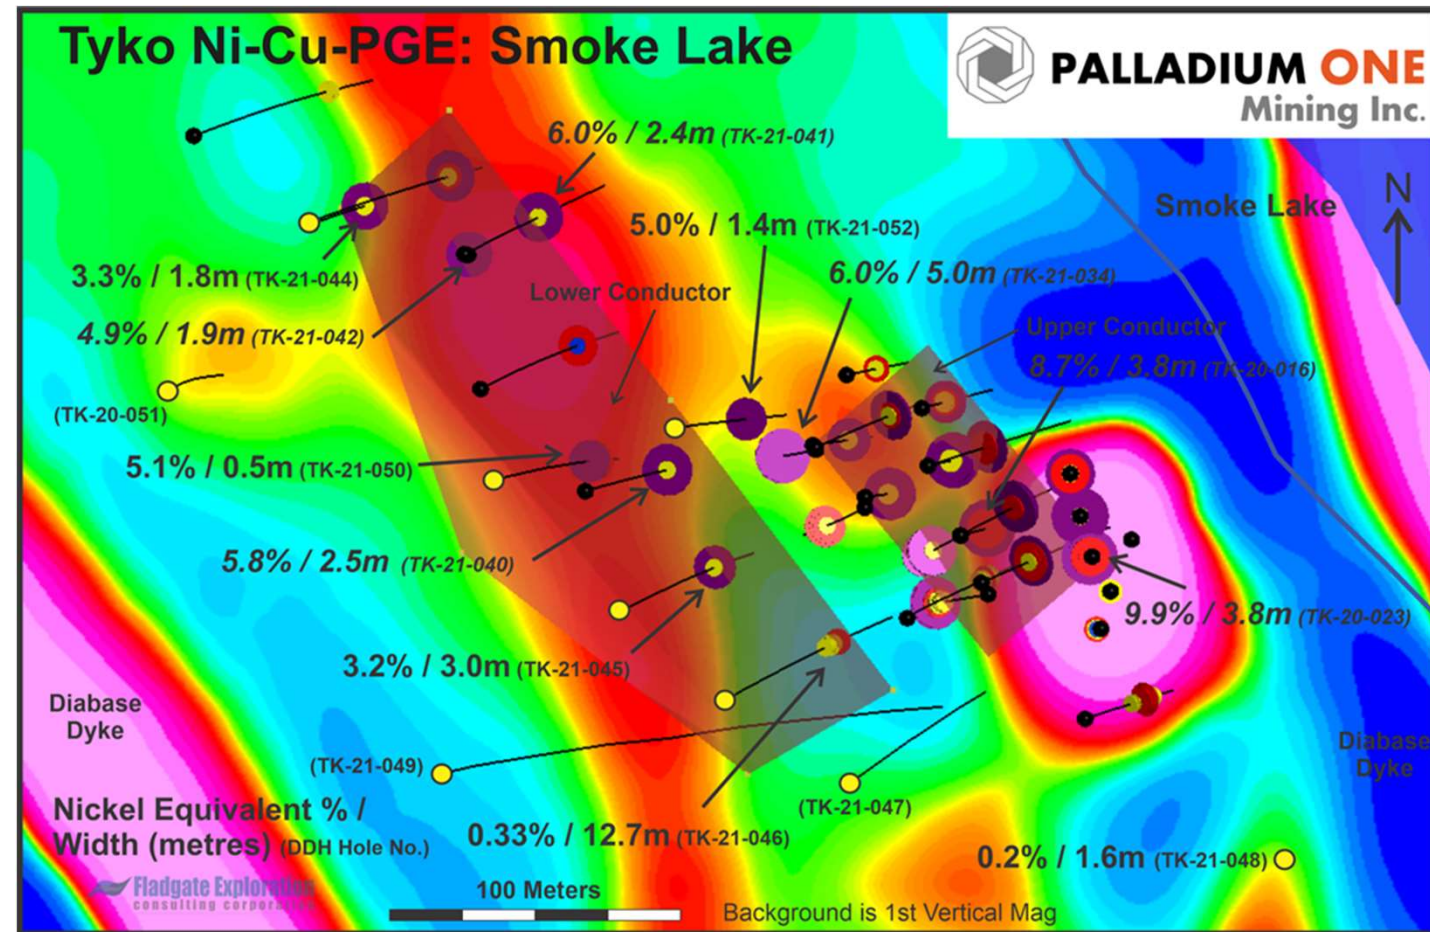 Tyko Ni-Cu-PGE: Smoke Lake
PALLADIUM ONE
Mining Inc.
6.0% / 2.4m (TK-21-041)
N
Smoke Lake
5.0% / 1.4m (TK-21-052)
3.3% / 1.8m (TK-21-044)
6.0% / 5.0m (TK-21-034)
Lower Conductor
4.9% / 1.9m (TK-21-042)
Upper Conductor
8.7% / 3.8m (TK-20-016)
(TK-20-051)
5.1% / 0.5m (TK-21-050)
5.8% / 2.5m (TK-21-040)
9.9% / 3.8m (TK-20-023)
3.2% / 3.0m (TK-21-045)
Diabase
Dyke
Diabase
Dyke
(TK-21-049)
(TK-21-047)
Nickel Equivalent % /
Width (metres) (DDH Hole No.)
0.33% / 12.7m (TK-21-046)
0.2% / 1.6m (TK-21-048)
Fladgate Exploration
consulting corporation
100 Meters
Background is 1st Vertical Mag